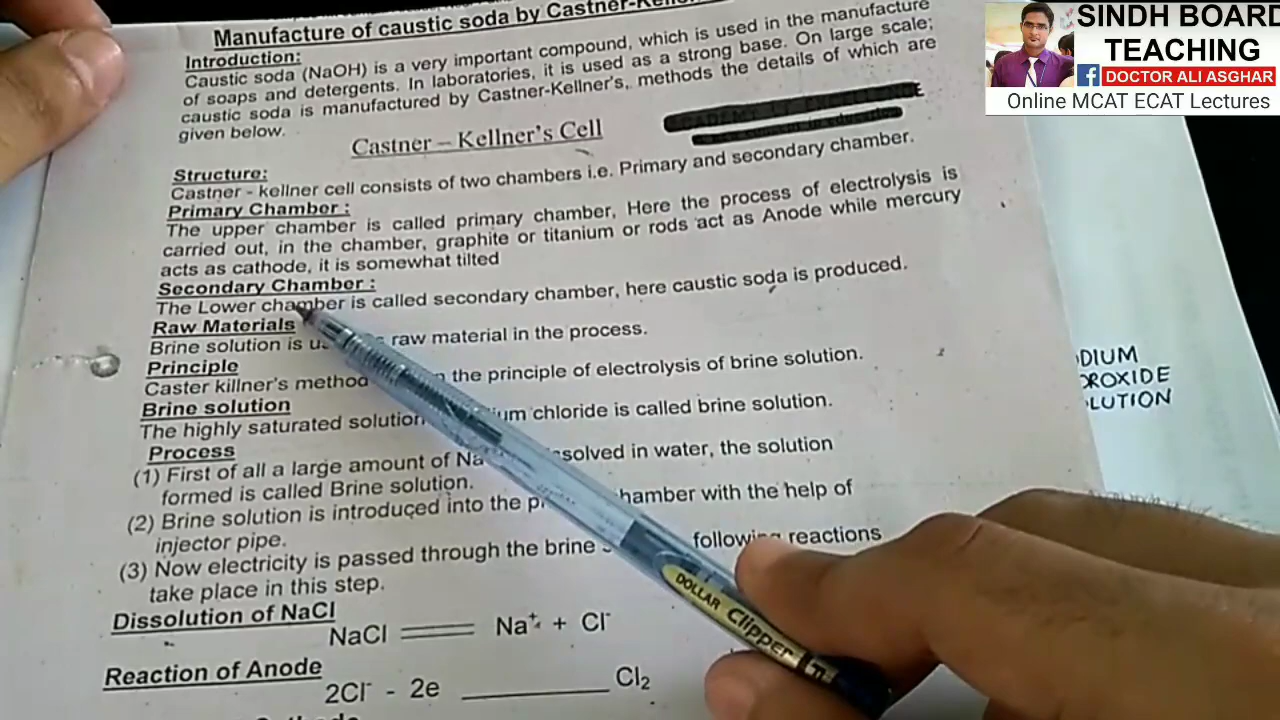 Manufacture of caustic soda by Castner-Kellner
Introduction:
Caustic soda (NaOH) is a very important compound, which is used in the manufacture
of soaps and detergents. In laboratories, it is used as a strong base. On large scale;
caustic soda is manufactured by Castner-Kellner's, methods the details of which are
given below.
Castner – Kellner's Cell
Structure:
Castner - kellner cell consists of two chambers i.e. Primary and secondary chamber.
Primary Chamber :
The upper chamber is called primary chamber, Here the process of electrolysis is
carried out, in the chamber, graphite or titanium or rods act as Anode while mercury
acts as cathode, it is somewhat tilted
Secondary Chamber :
The Lower chamber is called secondary chamber, here caustic soda is produced.
Raw Materials
Brine solution is raw material in the process.
Principle
Caster killner's method the principle of electrolysis of brine solution.
Brine solution
The highly saturated solution chloride is called brine solution.
Process
(1) First of all a large amount of in water, the solution
formed is called Brine solution.
(2) Brine solution is introduced into the chamber with the help of
injector pipe.
(3) Now electricity is passed through the brine following reactions
take place in this step.
Dissolution of NaCl
NaCl ═══ Na⁺ + Cl⁻
Reaction of Anode
2Cl⁻ - 2e ______ Cl₂
SINDH BOARD
TEACHING
DOCTOR ALI ASGHAR
Online MCAT ECAT Lectures
DOLLAR Clipper